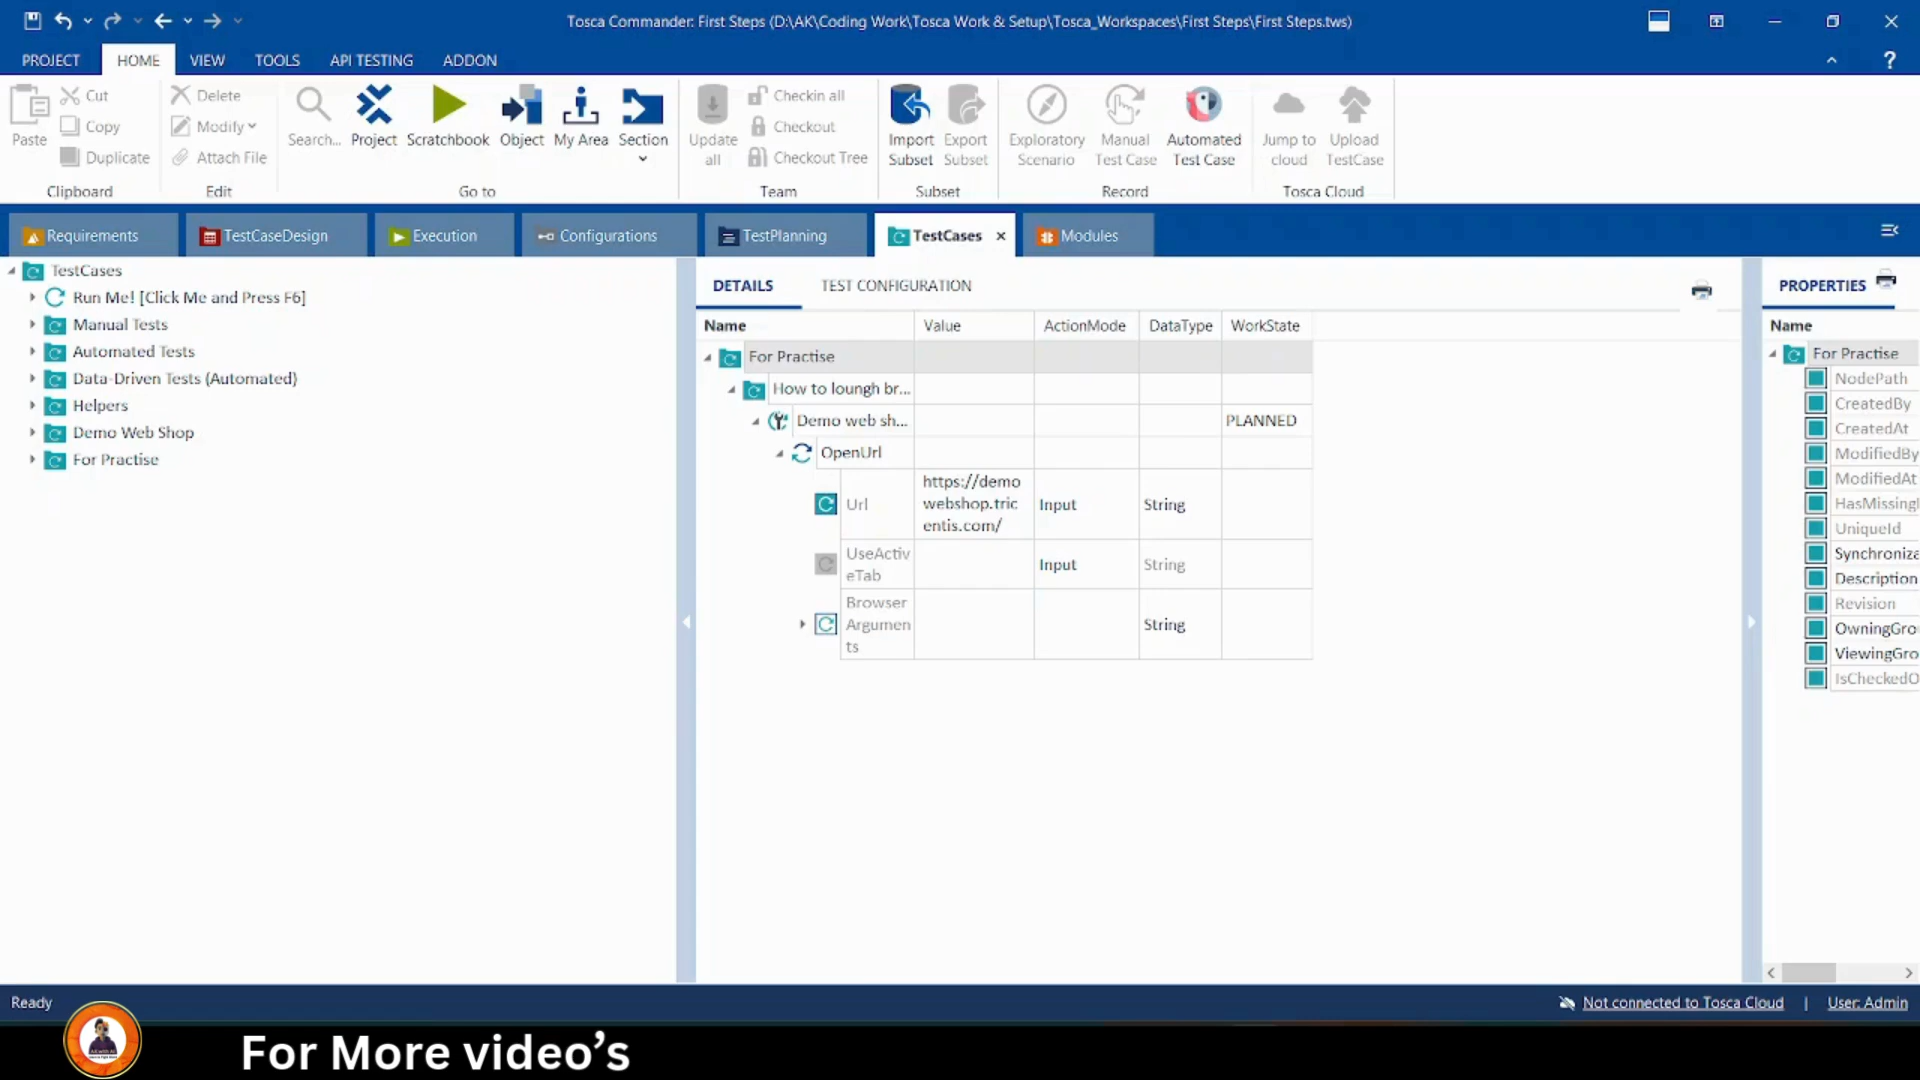 Tosca Commander: First Steps (D:\AK\Coding Work\Tosca Work & Setup\Tosca_Workspaces\First Steps\First Steps.tws)
PROJECT HOME VIEW TOOLS API TESTING ADDON
?
Paste
Cut
Copy
Duplicate
Clipboard
Delete
Modify
Attach File
Edit
Search...
Project
Scratchbook
Object
My Area
Section
Go to
Update
all
Checkin all
Checkout
Checkout Tree
Team
Import
Subset
Export
Subset
Subset
Exploratory
Scenario
Manual
Test Case
Automated
Test Case
Record
Jump to
cloud
Upload
TestCase
Tosca Cloud
Requirements TestCaseDesign Execution Configurations TestPlanning TestCases Modules
TestCases
Run Me! [Click Me and Press F6]
Manual Tests
Automated Tests
Data-Driven Tests (Automated)
Helpers
Demo Web Shop
For Practise
DETAILS TEST CONFIGURATION
Name Value ActionMode DataType WorkState
For Practise
How to loungh br...
Demo web sh... PLANNED
OpenUrl
Url
https://demo
webshop.tric
entis.com/
Input String
UseActiv
eTab
Input String
Browser
Argumen
ts
String
PROPERTIES
Name
For Practise
NodePath
CreatedBy
CreatedAt
ModifiedBy
ModifiedAt
HasMissingI
UniqueId
Synchronize
Description
Revision
OwningGro
ViewingGro
IsCheckedO
Ready
Not connected to Tosca Cloud | User: Admin
For More video’s